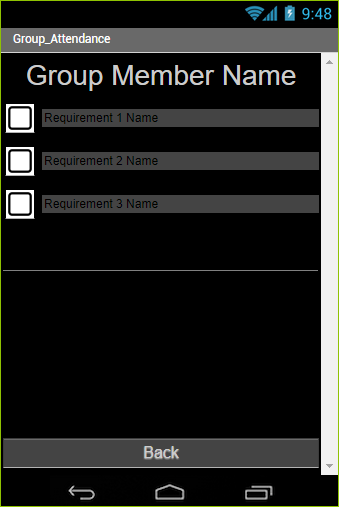 9:48
Group_Attendance
Group Member Name
Requirement 1 Name
Requirement 2 Name
Requirement 3 Name
Back